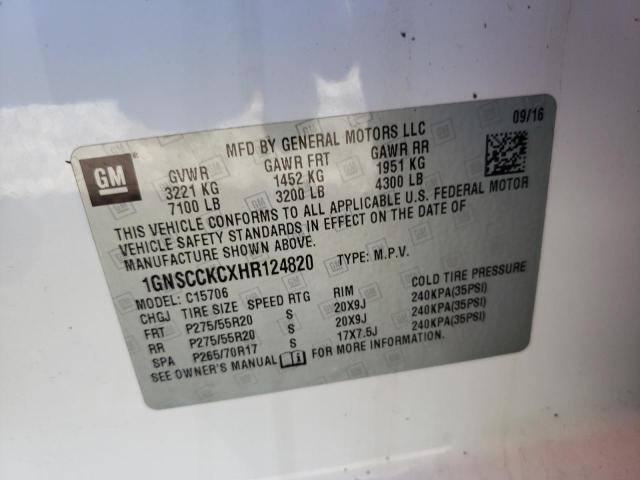 09/16
MFD BY GENERAL MOTORS LLC
GM
GVWR GAWR FRT GAWR RR
3221 KG 1452 KG 1951 KG
7100 LB 3200 LB 4300 LB
THIS VEHICLE CONFORMS TO ALL APPLICABLE U.S. FEDERAL MOTOR
VEHICLE SAFETY STANDARDS IN EFFECT ON THE DATE OF
MANUFACTURE SHOWN ABOVE.
1GNSCCKCXHR124820 TYPE: M.P.V.
MODEL: C15706
CHGJ TIRE SIZE SPEED RTG RIM COLD TIRE PRESSURE
FRT P275/55R20 S 20X9J 240KPA(35PSI)
RR P275/55R20 S 20X9J 240KPA(35PSI)
SPA P265/70R17 S 17X7.5J 240KPA(35PSI)
SEE OWNER'S MANUAL FOR MORE INFORMATION.